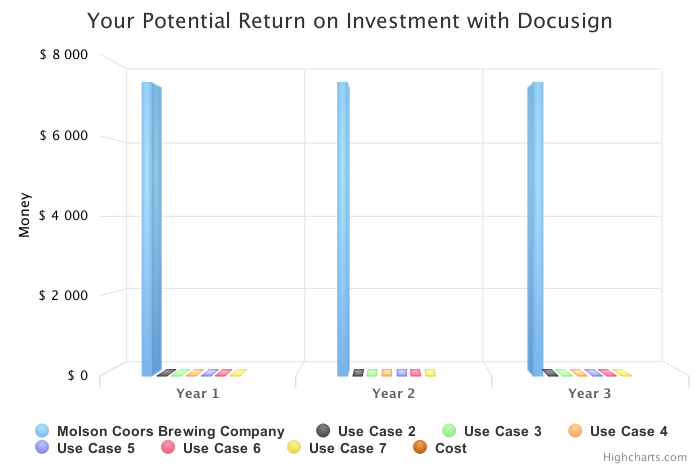 Your Potential Return on Investment with Docusign
$ 8 000
$ 6 000
$ 4 000
$ 2 000
$ 0
Money
Year 1 Year 2 Year 3
Molson Coors Brewing Company Use Case 2 Use Case 3 Use Case 4
Use Case 5 Use Case 6 Use Case 7 Cost
Highcharts.com